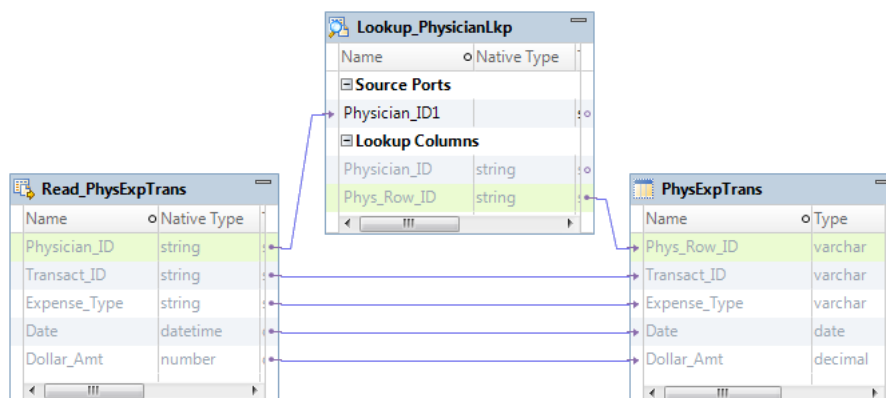 Lookup_PhysicianLkp
Name Native Type
Source Ports
Physician_ID1
Lookup Columns
Physician_ID string
Phys_Row_ID string
Read_PhysExpTrans
Name Native Type
Physician_ID string
Transact_ID string
Expense_Type string
Date datetime
Dollar_Amt number
PhysExpTrans
Name Type
Phys_Row_ID varchar
Transact_ID varchar
Expense_Type varchar
Date date
Dollar_Amt decimal